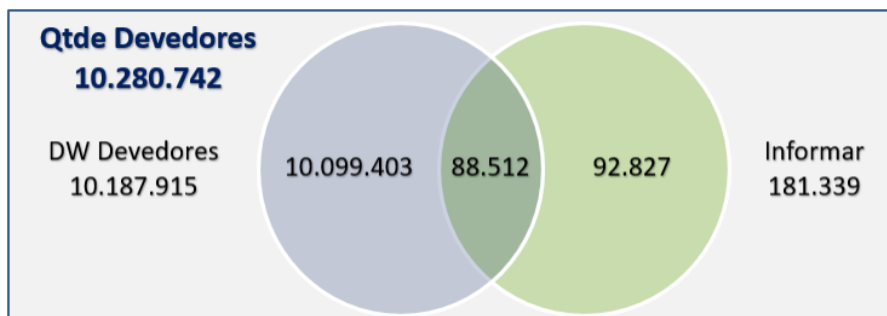 Qtde Devedores
10.280.742
DW Devedores
10.187.915
10.099.403
88.512
92.827
Informar
181.339